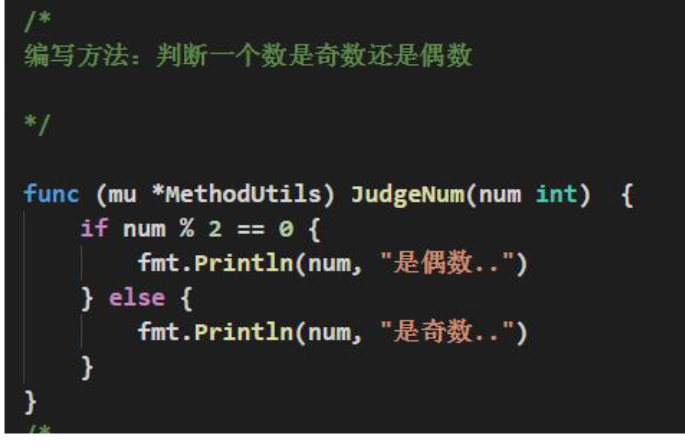 /*
编写方法：判断一个数是奇数还是偶数
*/
func (mu *MethodUtils) JudgeNum(num int)  {
    if num % 2 == 0 {
        fmt.Println(num, "是偶数..")
    } else {
        fmt.Println(num, "是奇数..")
    }
}
/*